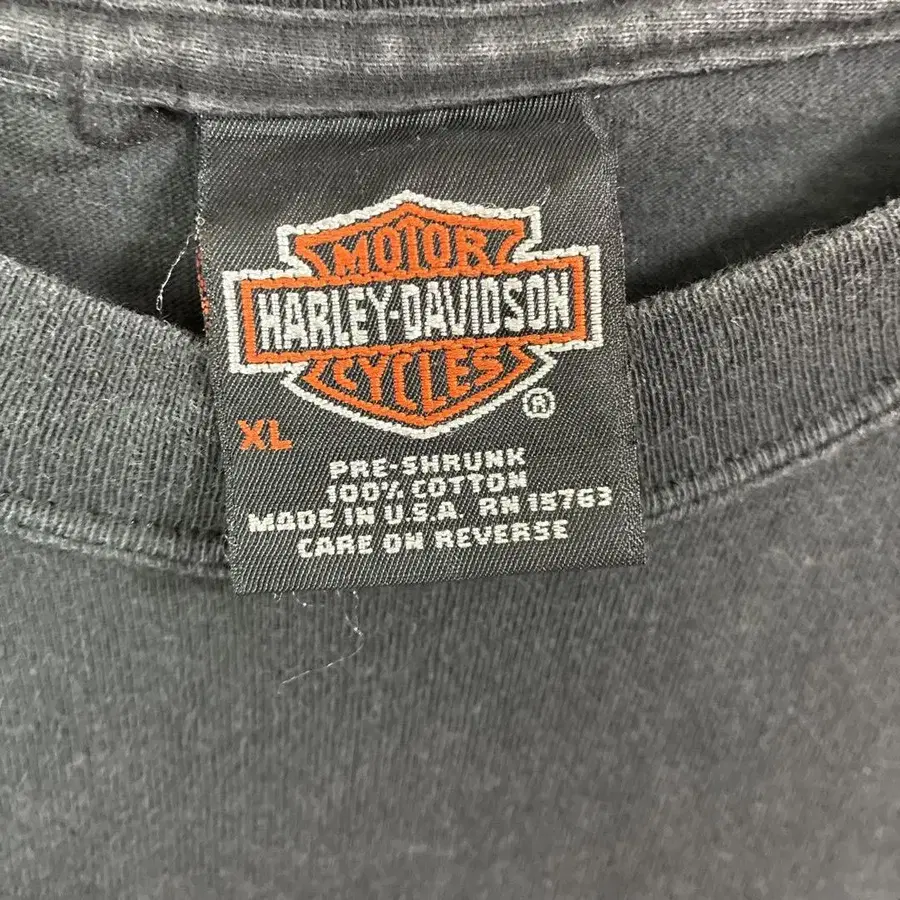 MOTOR
HARLEY-DAVIDSON
CYCLES
®
XL
PRE-SHRUNK
100% COTTON
MADE IN U.S.A. RN 15763
CARE ON REVERSE